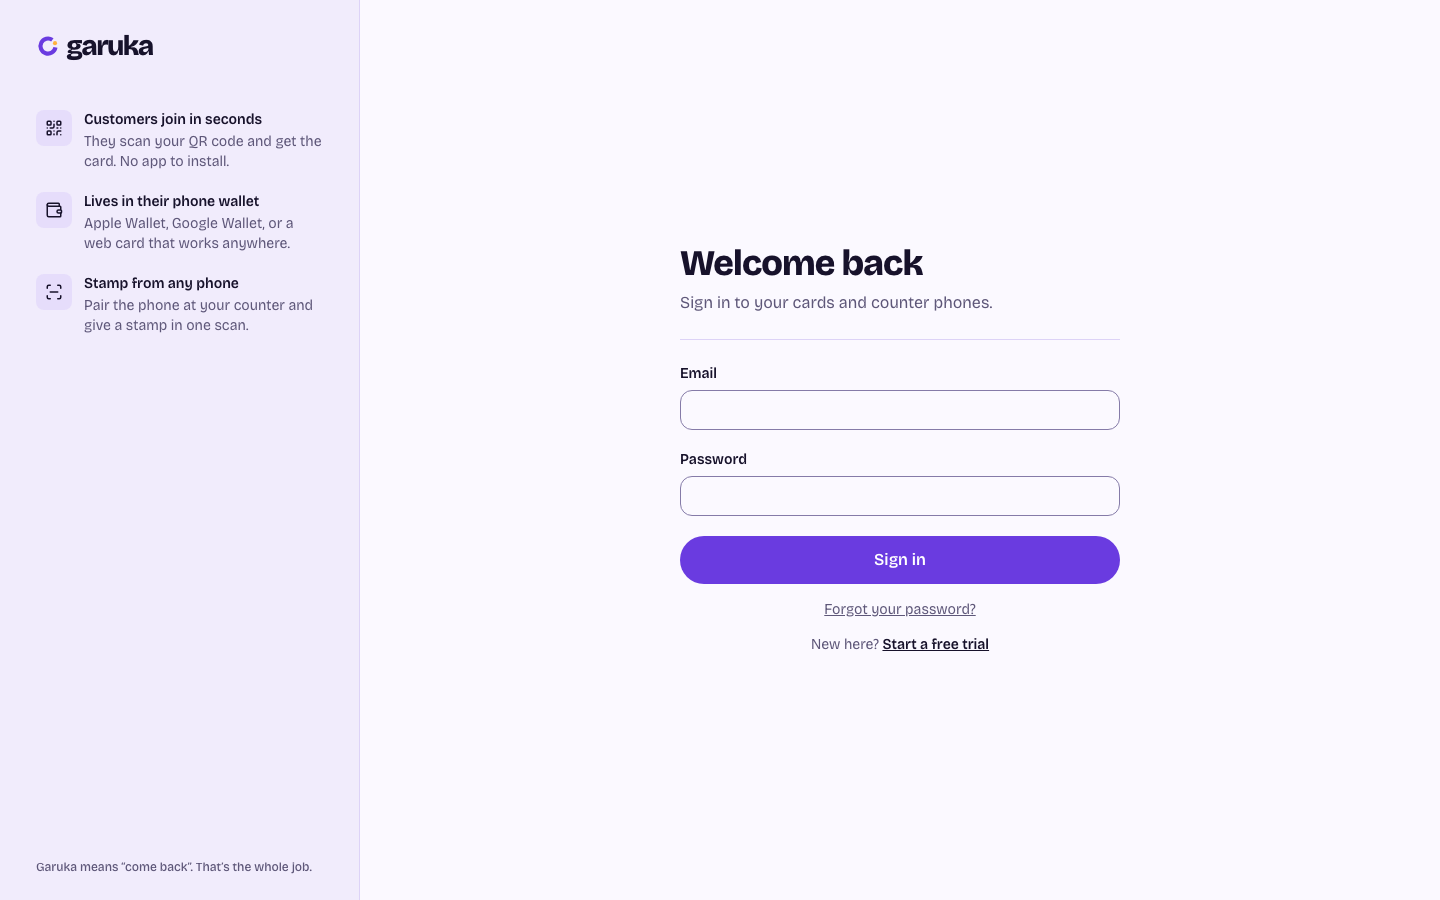 garuka
Customers join in seconds
They scan your QR code and get the
card. No app to install.
Lives in their phone wallet
Apple Wallet, Google Wallet, or a
web card that works anywhere.
Stamp from any phone
Pair the phone at your counter and
give a stamp in one scan.
Garuka means “come back”. That’s the whole job.
Welcome back
Sign in to your cards and counter phones.
Email
Password
Sign in
Forgot your password?
New here? Start a free trial